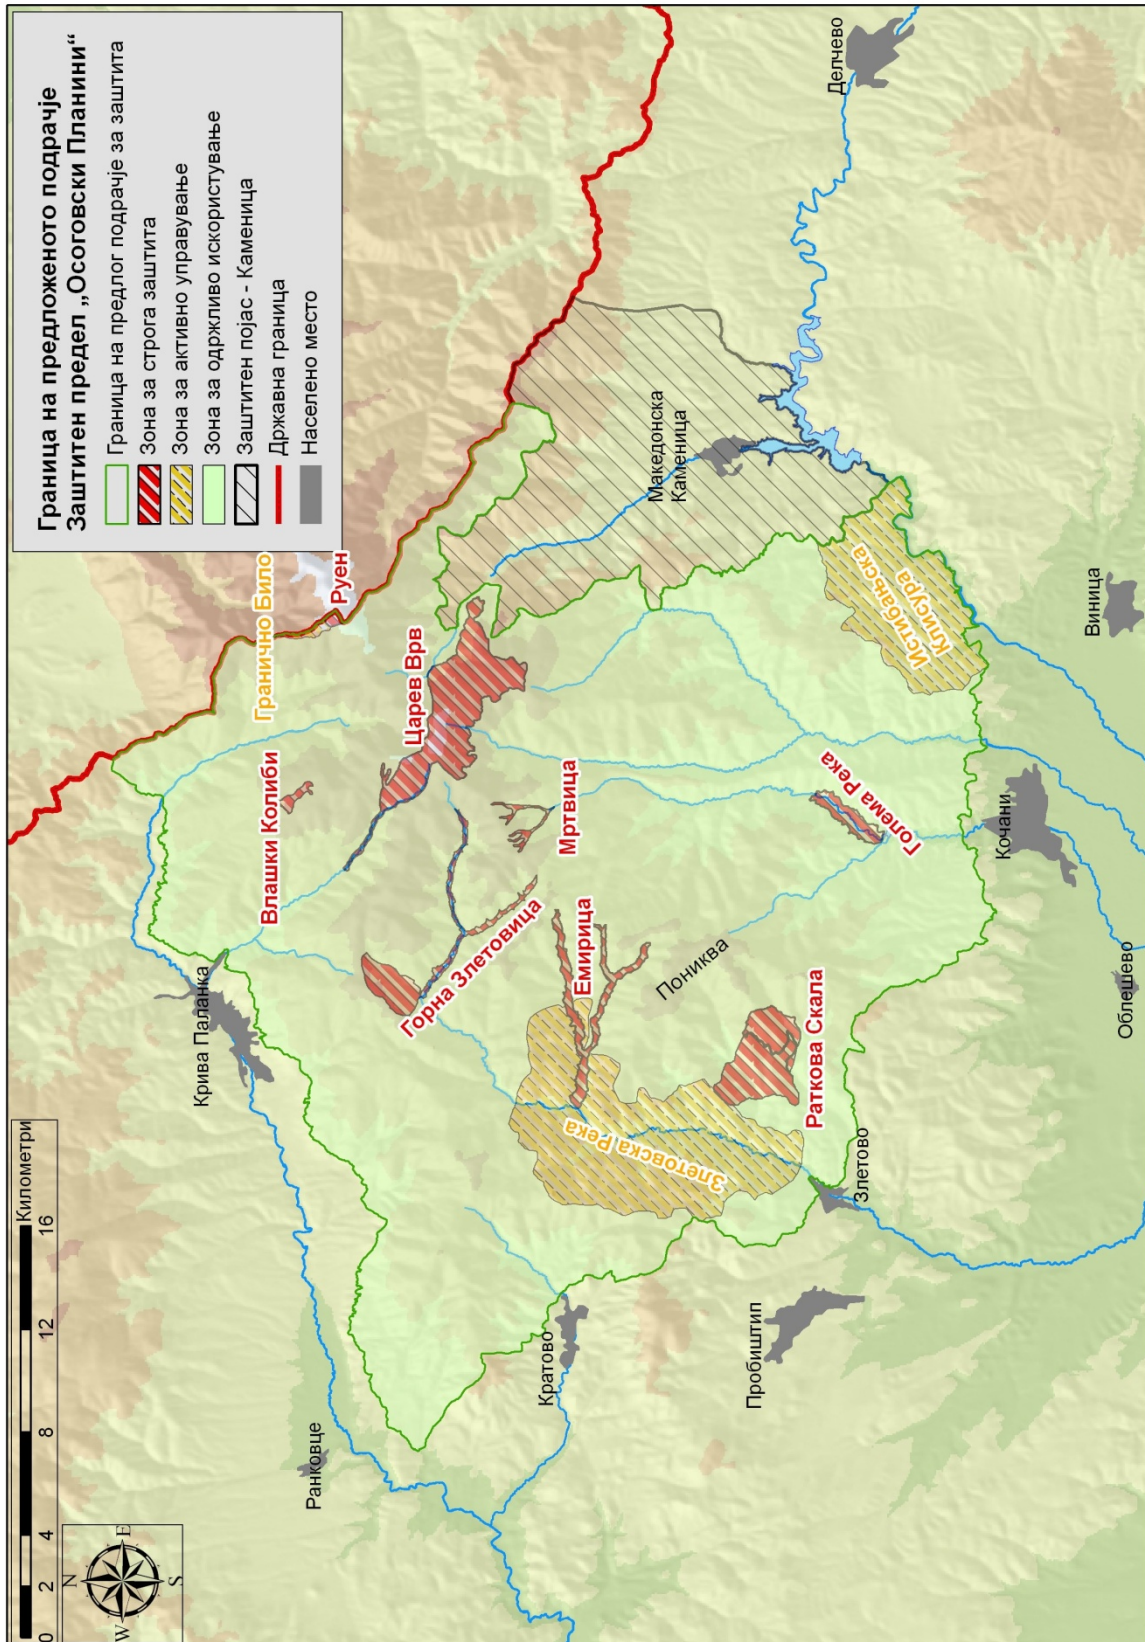 Граница на предложеното подрачје
Заштитен предел „Осоговски Планини“
Граница на предлог подрачје за заштита
Зона за строга заштита
Зона за активно управување
Зона за одржливо искористување
Заштитен појас - Каменица
Државна граница
Населено место
0 2 4 8 12 16
Километри
N
W E
S
Крива Паланка
Влашки Колиби
Гранично Било
Руен
Ранковце
Царев Врв
Горна Злетовица
Мртвица
Емирица
Кратово
Злетовска Река
Пониква
Македонска
Каменица
Делчево
Голема Река
Раткова Скала
Истибањска
Клисура
Пробиштип
Злетово
Кочани
Виница
Облешево